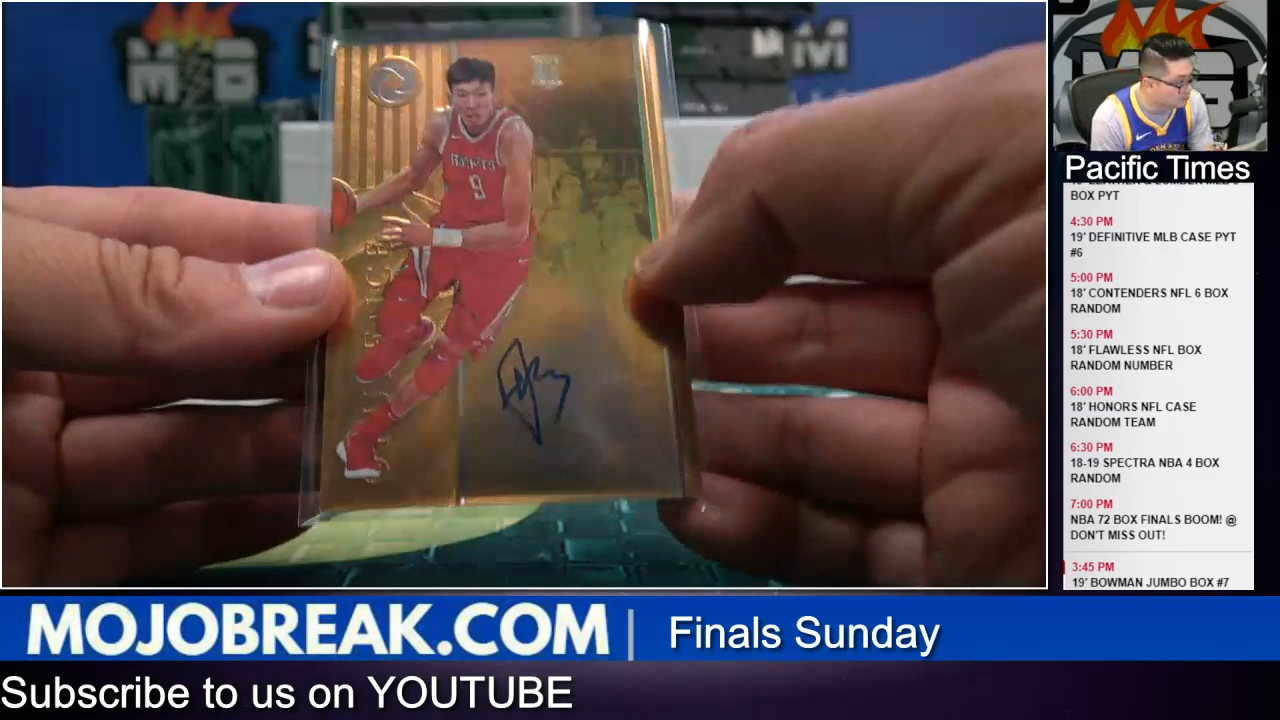 M B
M
ROCKETS
9
Pacific Times
BOX PYT
4:30 PM
19' DEFINITIVE MLB CASE PYT
#6
5:00 PM
18' CONTENDERS NFL 6 BOX
RANDOM
5:30 PM
18' FLAWLESS NFL BOX
RANDOM NUMBER
6:00 PM
18' HONORS NFL CASE
RANDOM TEAM
6:30 PM
18-19 SPECTRA NBA 4 BOX
RANDOM
7:00 PM
NBA 72 BOX FINALS BOOM! @
DON'T MISS OUT!
3:45 PM
19' BOWMAN JUMBO BOX #7
MOJOBREAK.COM | Finals Sunday
Subscribe to us on YOUTUBE